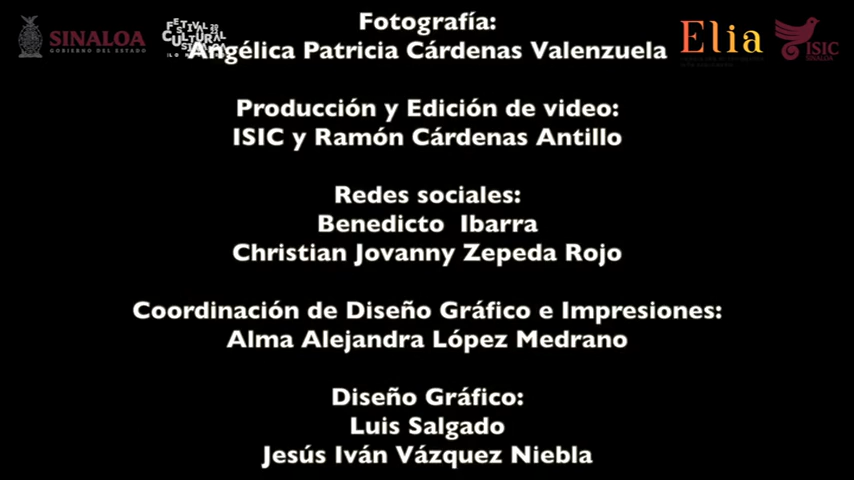 SINALOA
GOBIERNO DEL ESTADO
FESTIVAL
CULTURAL
Elia
ISIC
SINALOA
Fotografía:
Angélica Patricia Cárdenas Valenzuela
Producción y Edición de video:
ISIC y Ramón Cárdenas Antillo
Redes sociales:
Benedicto Ibarra
Christian Jovanny Zepeda Rojo
Coordinación de Diseño Gráfico e Impresiones:
Alma Alejandra López Medrano
Diseño Gráfico:
Luis Salgado
Jesús Iván Vázquez Niebla